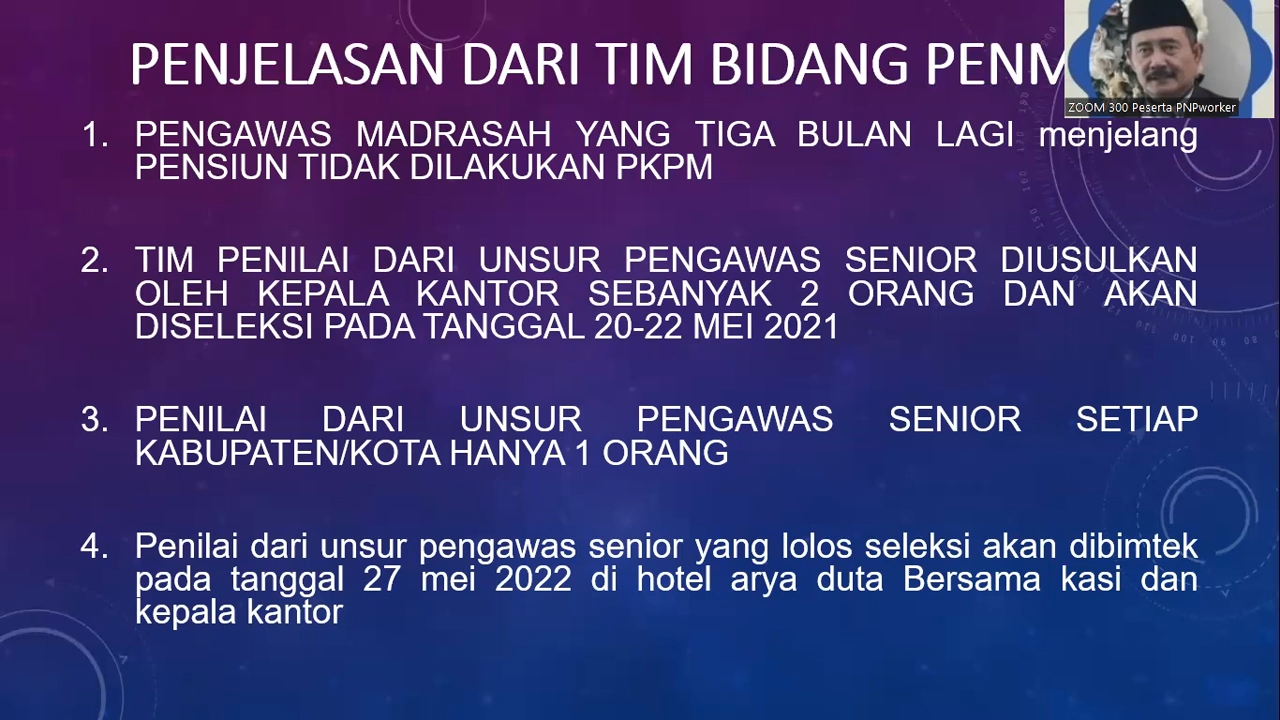 PENJELASAN DARI TIM BIDANG PENM
ZOOM 300 Peserta PNPworker
1. PENGAWAS MADRASAH YANG TIGA BULAN LAGI menjelang
PENSIUN TIDAK DILAKUKAN PKPM
2. TIM PENILAI DARI UNSUR PENGAWAS SENIOR DIUSULKAN
OLEH KEPALA KANTOR SEBANYAK 2 ORANG DAN AKAN
DISELEKSI PADA TANGGAL 20-22 MEI 2021
3. PENILAI DARI UNSUR PENGAWAS SENIOR SETIAP
KABUPATEN/KOTA HANYA 1 ORANG
4. Penilai dari unsur pengawas senior yang lolos seleksi akan dibimtek
pada tanggal 27 mei 2022 di hotel arya duta Bersama kasi dan
kepala kantor